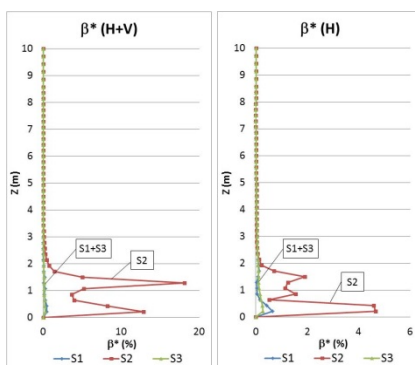 β* (H+V)
10
9
8
7
6
5
4
3
2
1
0
Z (m)
S1+S3
S2
0 10 20
β* (%)
S1 S2 S3
β* (H)
10
9
8
7
6
5
4
3
2
1
0
Z (m)
S1+S3
S2
0 2 4 6
β* (%)
S1 S2 S3